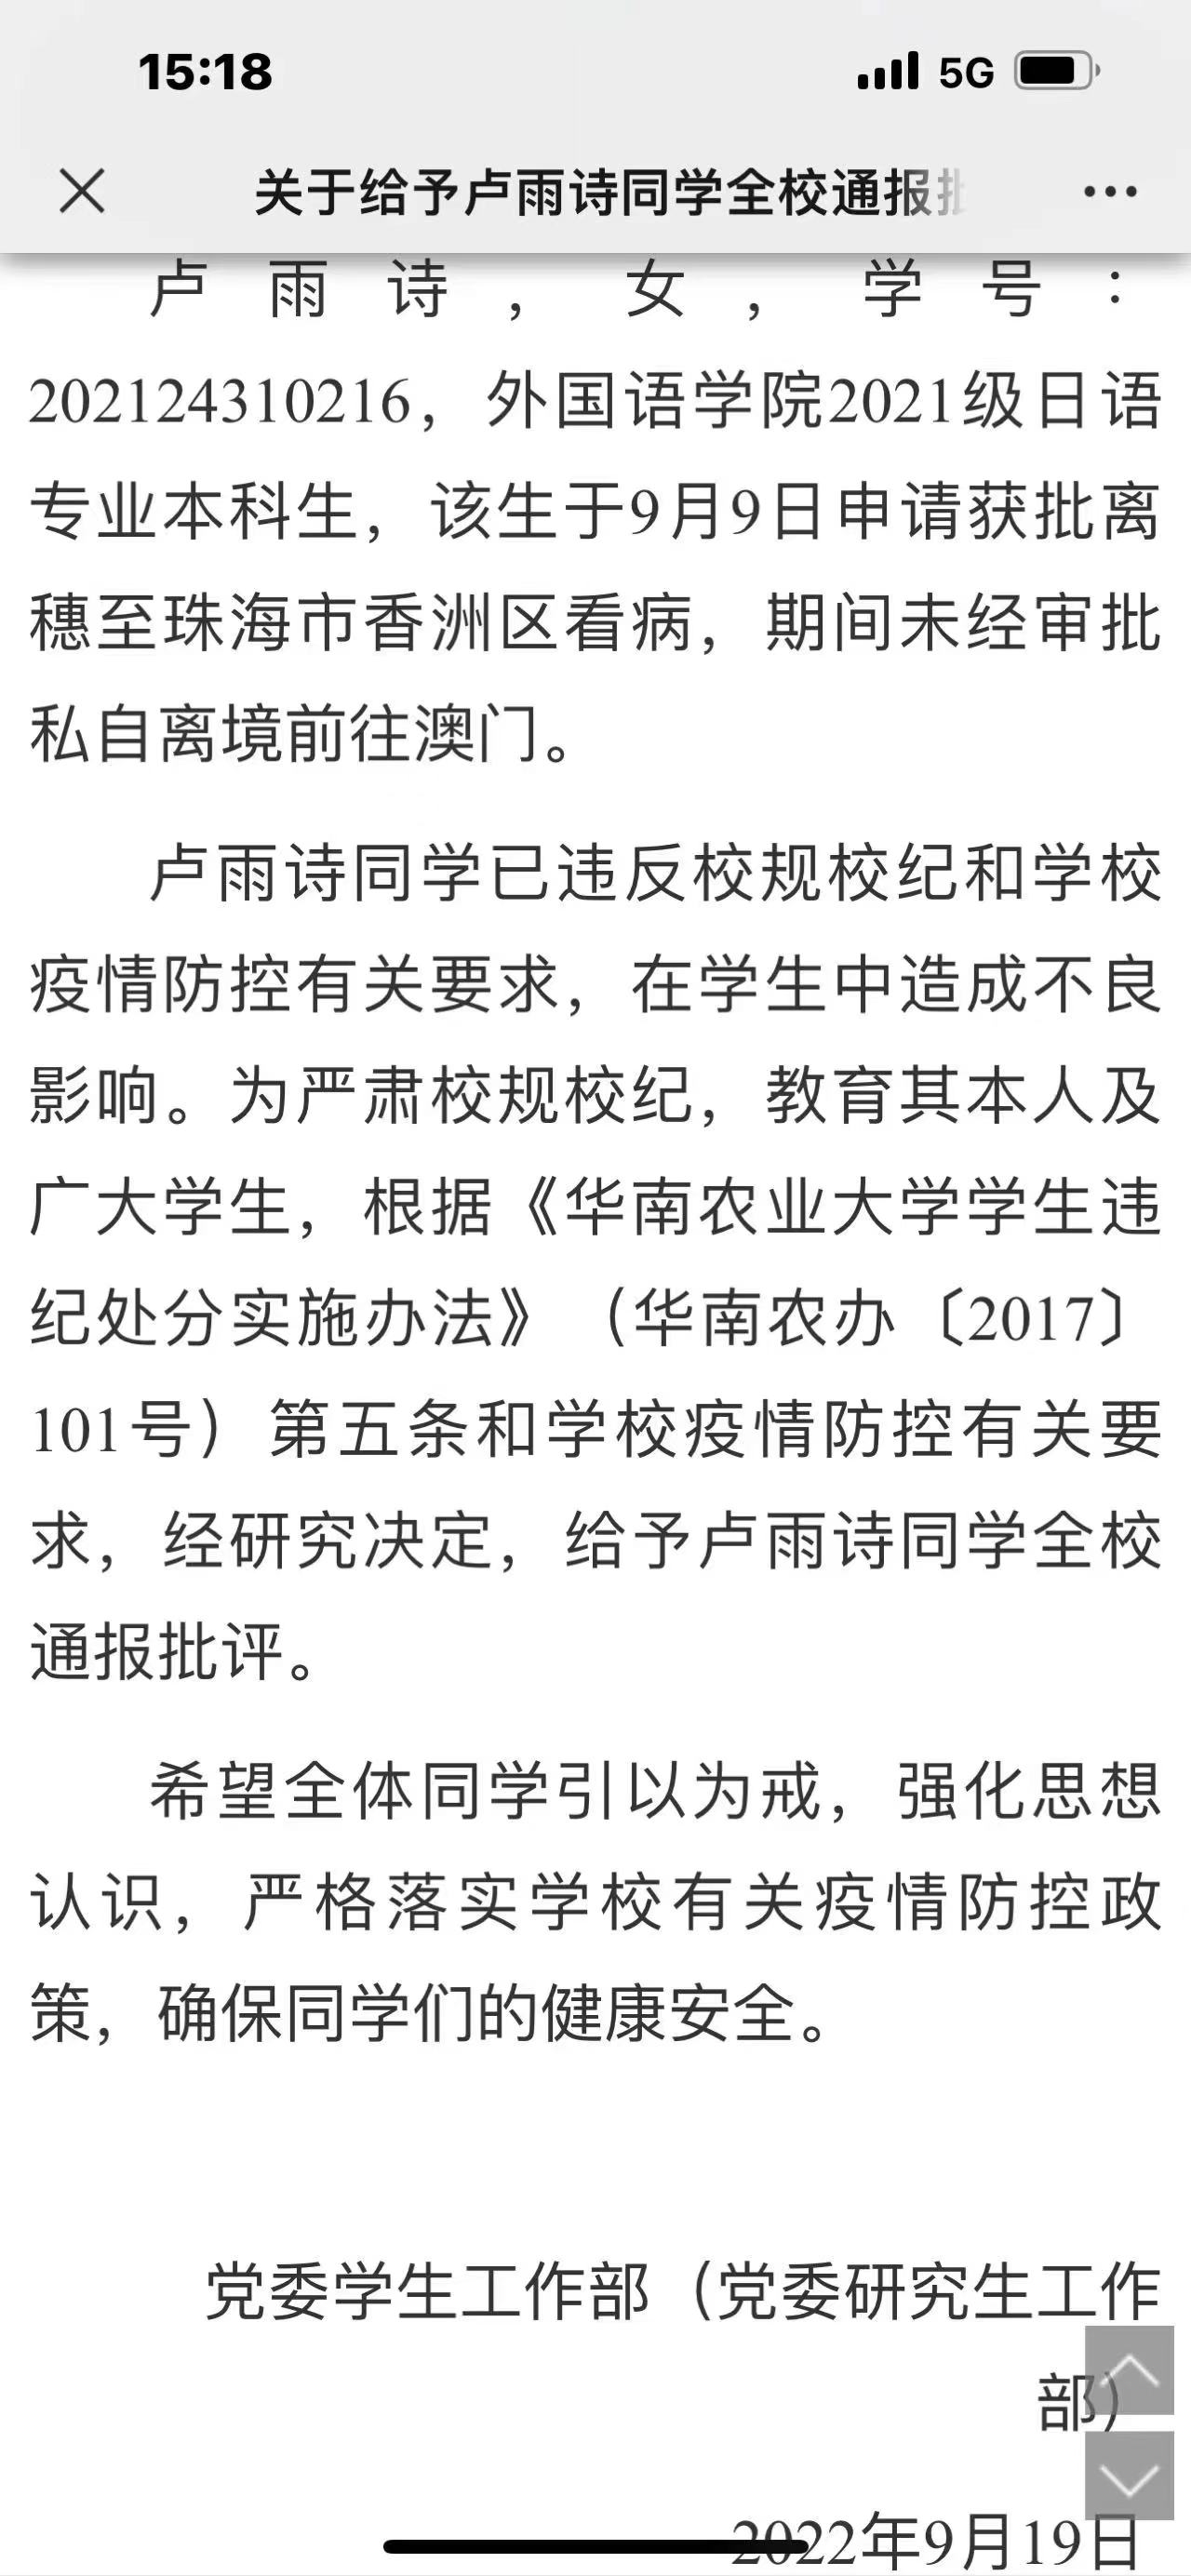 15:18
5G
关于给予卢雨诗同学全校通报批
卢雨诗，女，学号：
202124310216，外国语学院2021级日语
专业本科生，该生于9月9日申请获批离
穗至珠海市香洲区看病，期间未经审批
私自离境前往澳门。
卢雨诗同学已违反校规校纪和学校
疫情防控有关要求，在学生中造成不良
影响。为严肃校规校纪，教育其本人及
广大学生，根据《华南农业大学学生违
纪处分实施办法》（华南农办〔2017〕
101号）第五条和学校疫情防控有关要
求，经研究决定，给予卢雨诗同学全校
通报批评。
希望全体同学引以为戒，强化思想
认识，严格落实学校有关疫情防控政
策，确保同学们的健康安全。
党委学生工作部（党委研究生工作
部）
2022年9月19日